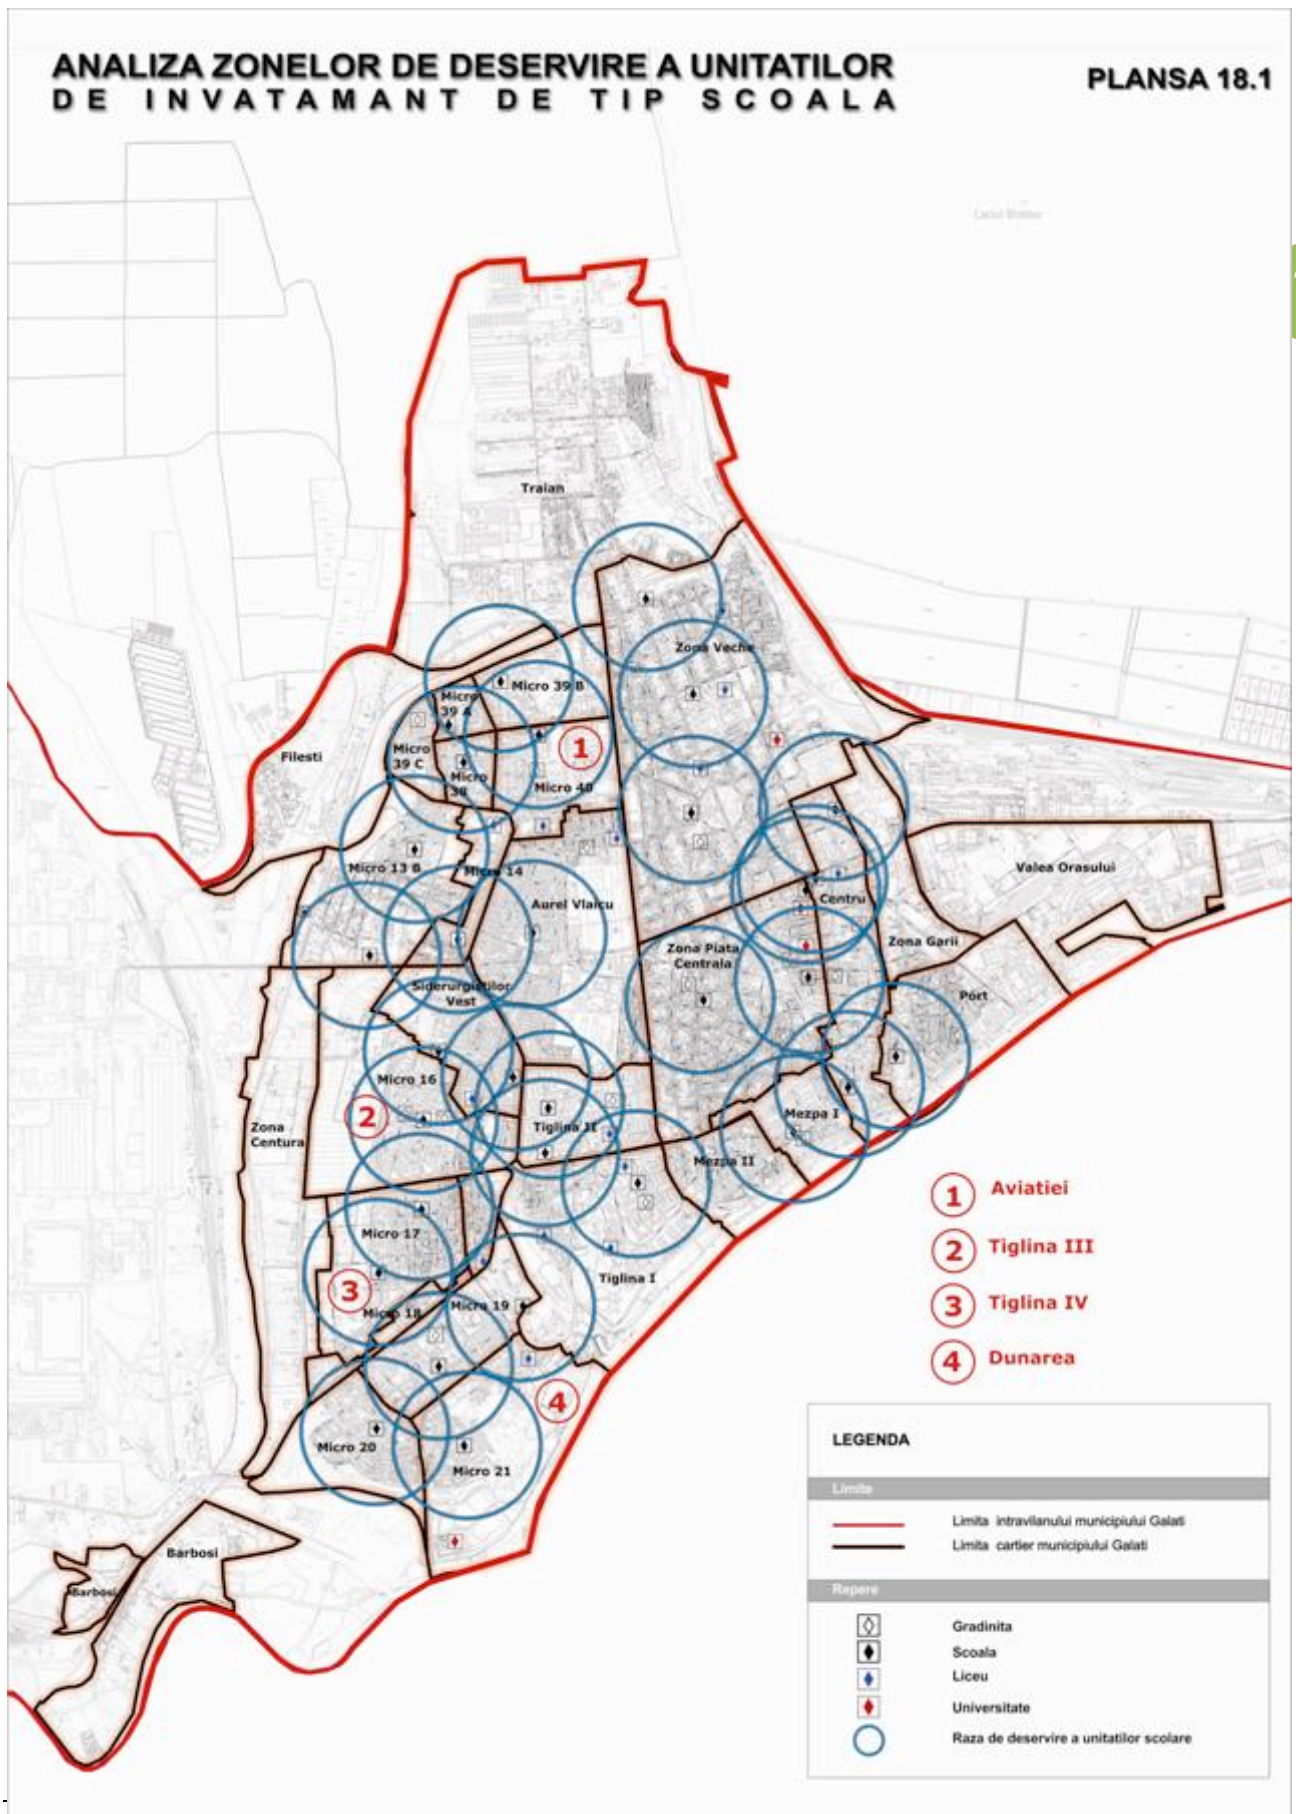 ANALIZA ZONELOR DE DESERVIRE A UNITATILOR
DE INVATAMANT DE TIP SCOALA
PLANSA 18.1
Traian
Zona Veche
Micro 39 B
Micro
39 A
Micro
39 C
Filesti
Micro
38
1
Micro 40
Micro 13 B
Micro 14
Aurel Vlaicu
Valea Orasului
Centru
Zona Garii
Zona Piata
Centrala
Siderurgistilor
Vest
Port
Micro 16
2
Zona
Centura
Tiglina II
Mezpa I
Mezpa II
Micro 17
3
Micro 18
Micro 19
Tiglina I
4
Micro 20
Micro 21
Barbosi
Barbosi
1 Aviatiei
2 Tiglina III
3 Tiglina IV
4 Dunarea
LEGENDA
Limite
Limita intravilanului municipiului Galati
Limita cartier municipiului Galati
Repere
Gradinita
Scoala
Liceu
Universitate
Raza de deservire a unitatilor scolare